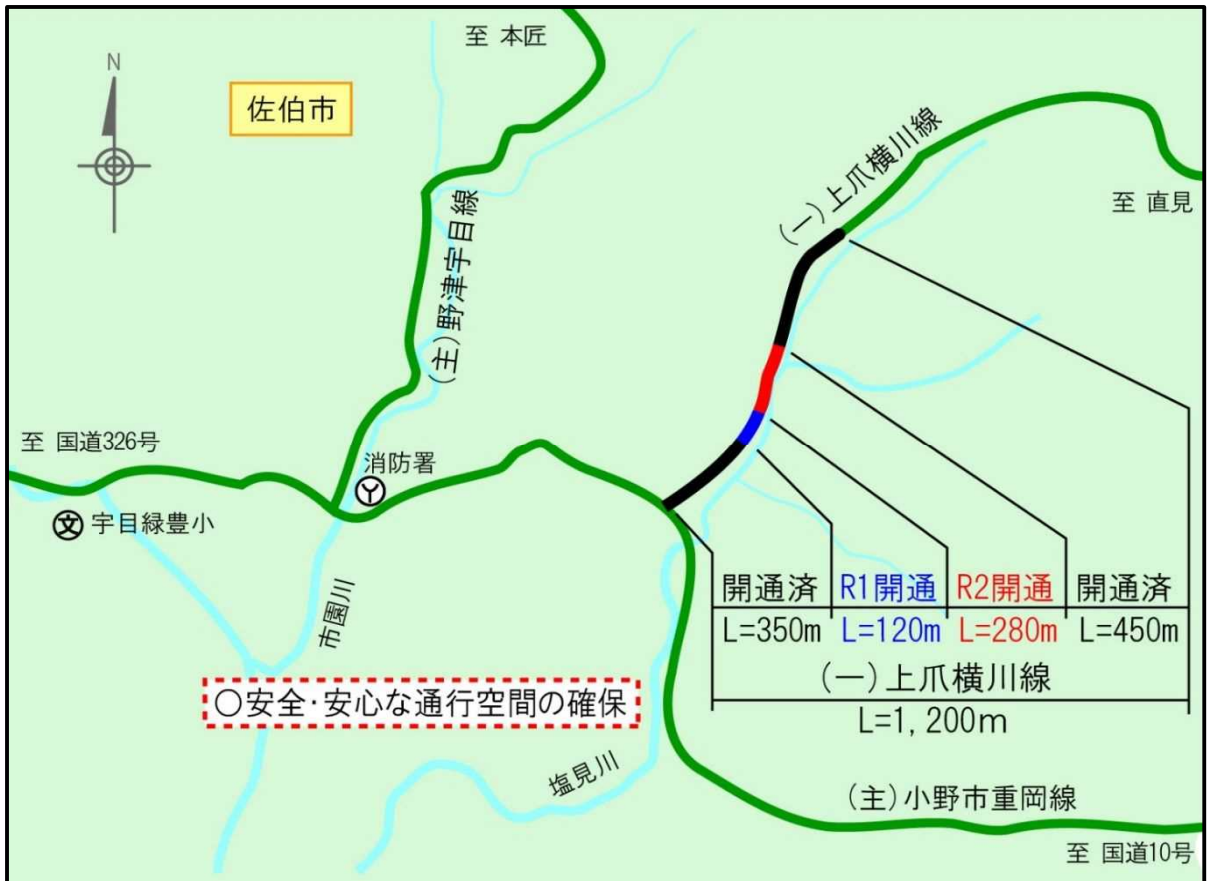 至 本匠
N
佐伯市
(一)上爪横川線
至 直見
(主)野津宇目線
至 国道326号
消防署
文 宇目緑豊小
開通済 R1開通 R2開通 開通済
L=350m L=120m L=280m L=450m
市園川
(一)上爪横川線
○安全・安心な通行空間の確保
L=1,200m
塩見川
(主)小野市重岡線
至 国道10号